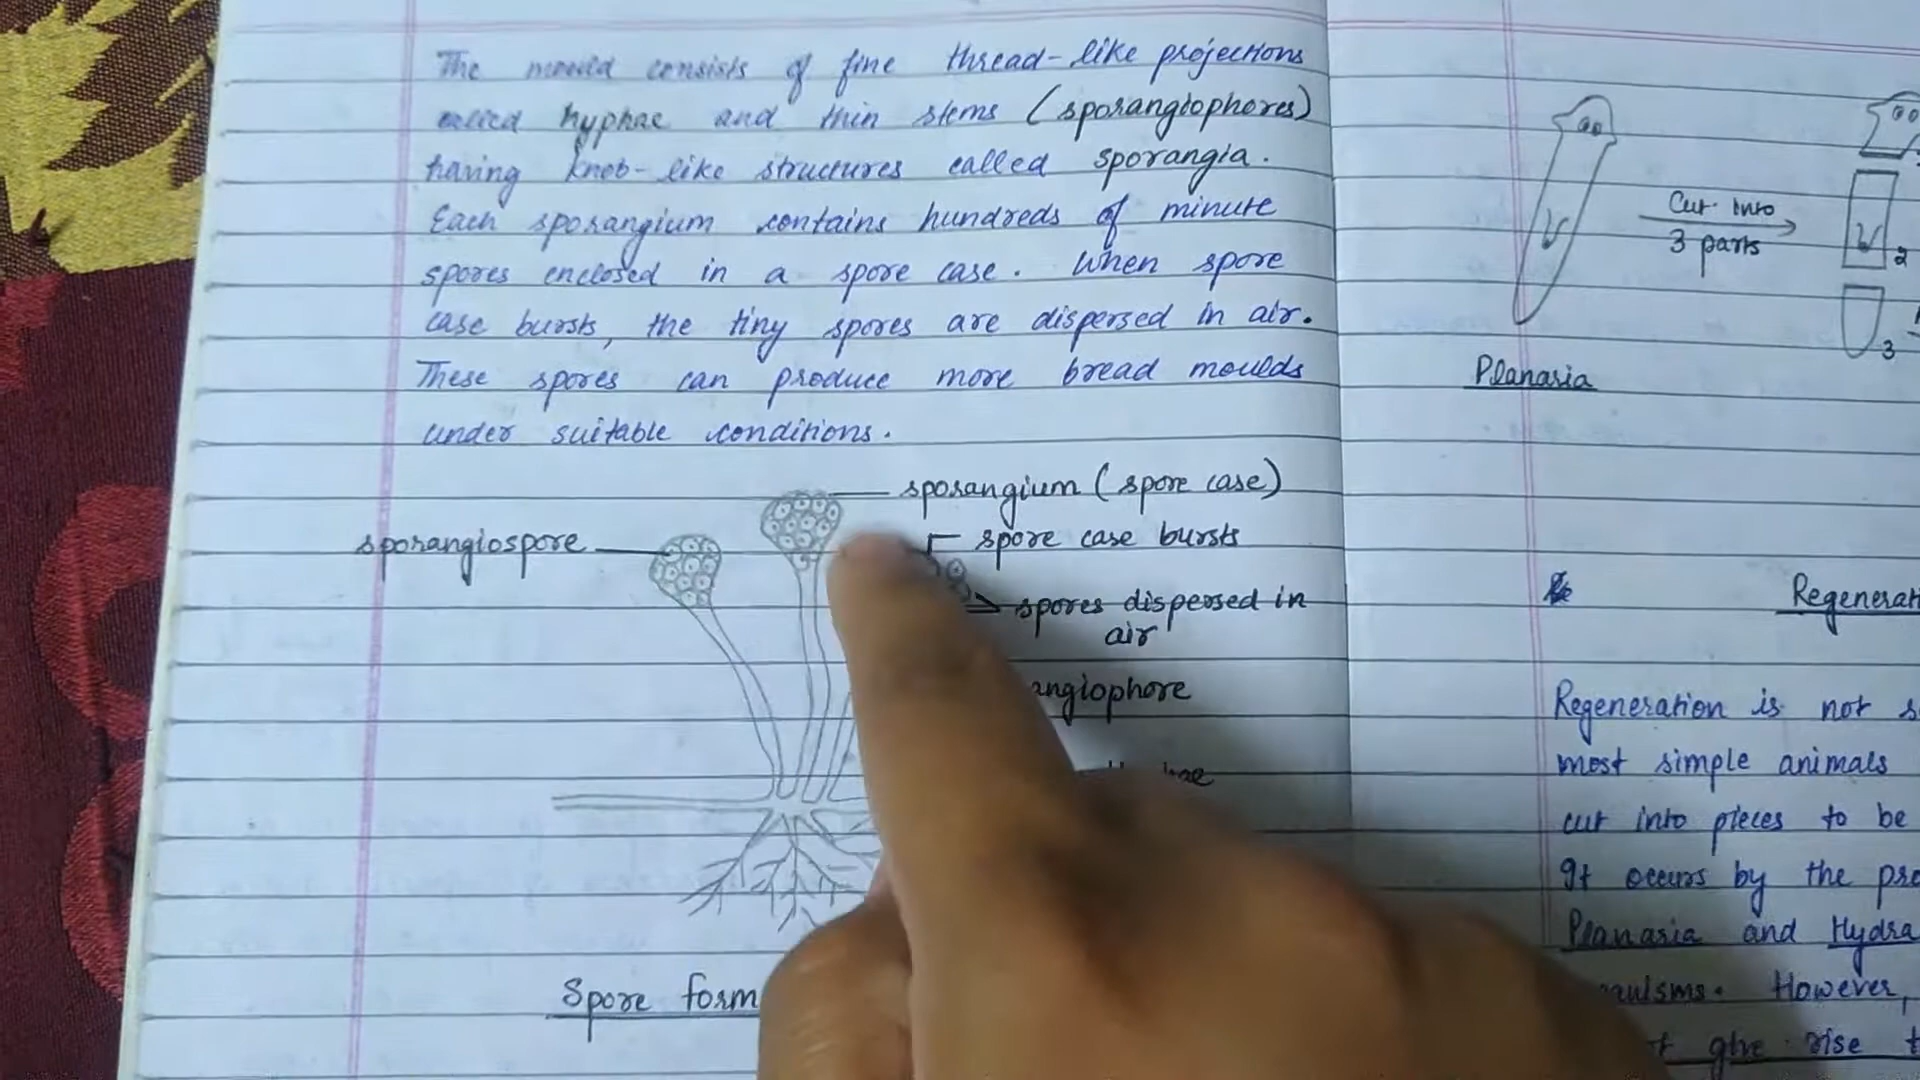 The mould consists of fine thread-like projections
called hyphae and thin stems (sporangiophores)
having knob-like structures called sporangia.
Each sporangium contains hundreds of minute
spores enclosed in a spore case. When spore
case bursts, the tiny spores are dispersed in air.
These spores can produce more bread moulds
under suitable conditions.
sporangium (spore case)
sporangiospore
spore case bursts
spores dispersed in
air
angiophore
Spore form
Cut into
3 parts
2
3
Planaria
Regenerat
Regeneration is not s
most simple animals
cut into pieces to be
It occurs by the pro
Planaria and Hydra
However,
give rise t